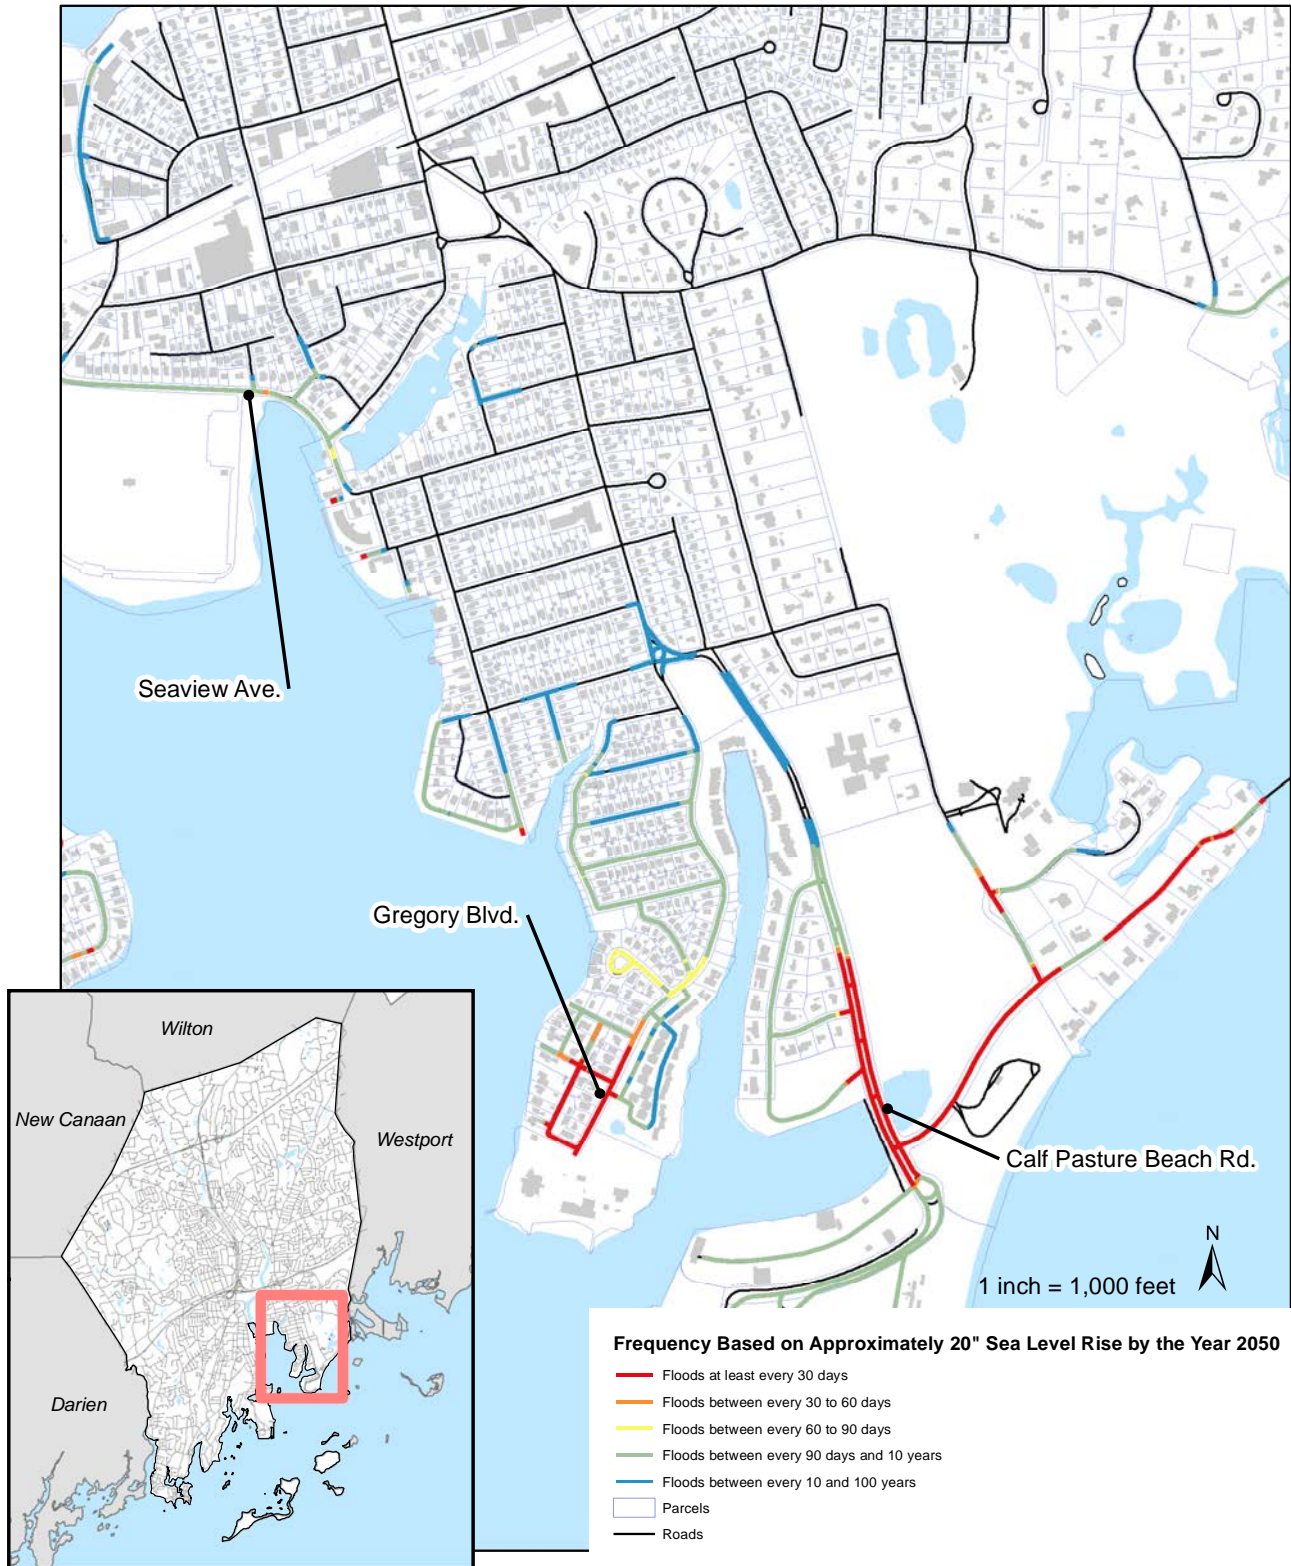 Seaview Ave.
Gregory Blvd.
Calf Pasture Beach Rd.
Wilton
New Canaan
Westport
Darien
N
1 inch = 1,000 feet
Frequency Based on Approximately 20" Sea Level Rise by the Year 2050
Floods at least every 30 days
Floods between every 30 to 60 days
Floods between every 60 to 90 days
Floods between every 90 days and 10 years
Floods between every 10 and 100 years
Parcels
Roads